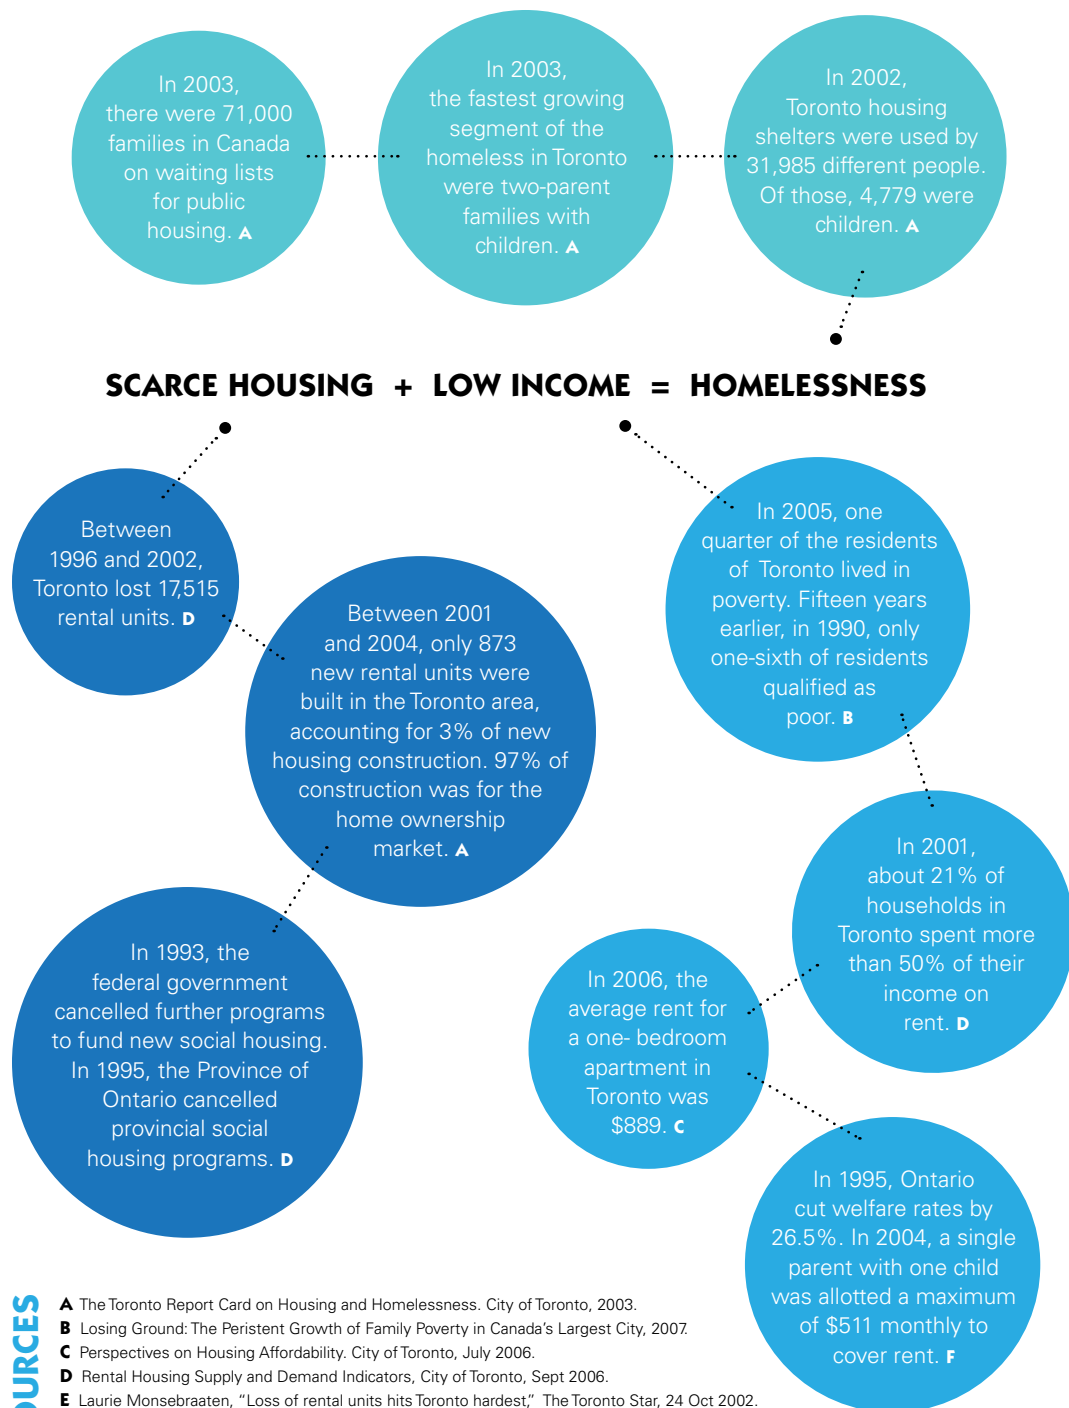 In 2003,
there were 71,000
families in Canada
on waiting lists
for public
housing. A
In 2003,
the fastest growing
segment of the
homeless in Toronto
were two-parent
families with
children. A
In 2002,
Toronto housing
shelters were used by
31,985 different people.
Of those, 4,779 were
children. A
SCARCE HOUSING + LOW INCOME = HOMELESSNESS
Between
1996 and 2002,
Toronto lost 17,515
rental units. D
Between 2001
and 2004, only 873
new rental units were
built in the Toronto area,
accounting for 3% of new
housing construction. 97% of
construction was for the
home ownership
market. A
In 1993, the
federal government
cancelled further programs
to fund new social housing.
In 1995, the Province of
Ontario cancelled
provincial social
housing programs. D
In 2005, one
quarter of the residents
of Toronto lived in
poverty. Fifteen years
earlier, in 1990, only
one-sixth of residents
qualified as
poor. B
In 2001,
about 21% of
households in
Toronto spent more
than 50% of their
income on
rent. D
In 2006, the
average rent for
a one- bedroom
apartment in
Toronto was
$889. C
In 1995, Ontario
cut welfare rates by
26.5%. In 2004, a single
parent with one child
was allotted a maximum
of $511 monthly to
cover rent. F
OURCES
A The Toronto Report Card on Housing and Homelessness. City of Toronto, 2003.
B Losing Ground: The Peristent Growth of Family Poverty in Canada's Largest City, 2007.
C Perspectives on Housing Affordability. City of Toronto, July 2006.
D Rental Housing Supply and Demand Indicators, City of Toronto, Sept 2006.
E Laurie Monsebraaten, “Loss of rental units hits Toronto hardest,” The Toronto Star, 24 Oct 2002.